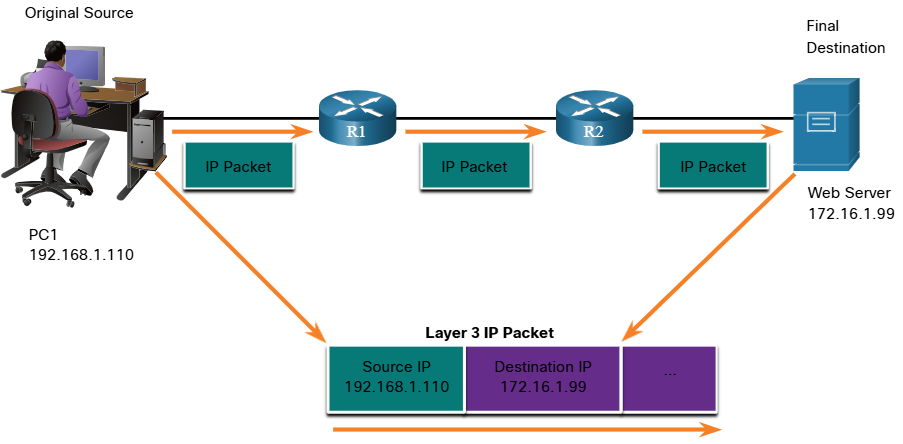 Original Source
Final
Destination
R1
R2
IP Packet
IP Packet
IP Packet
Web Server
172.16.1.99
PC1
192.168.1.110
Layer 3 IP Packet
Source IP
192.168.1.110
Destination IP
172.16.1.99
...